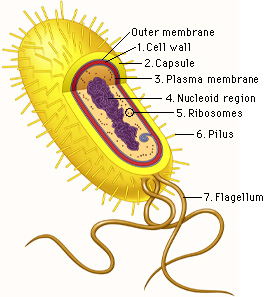 Outer membrane
1. Cell wall
2. Capsule
3. Plasma membrane
4. Nucleoid region
5. Ribosomes
6. Pilus
7. Flagellum